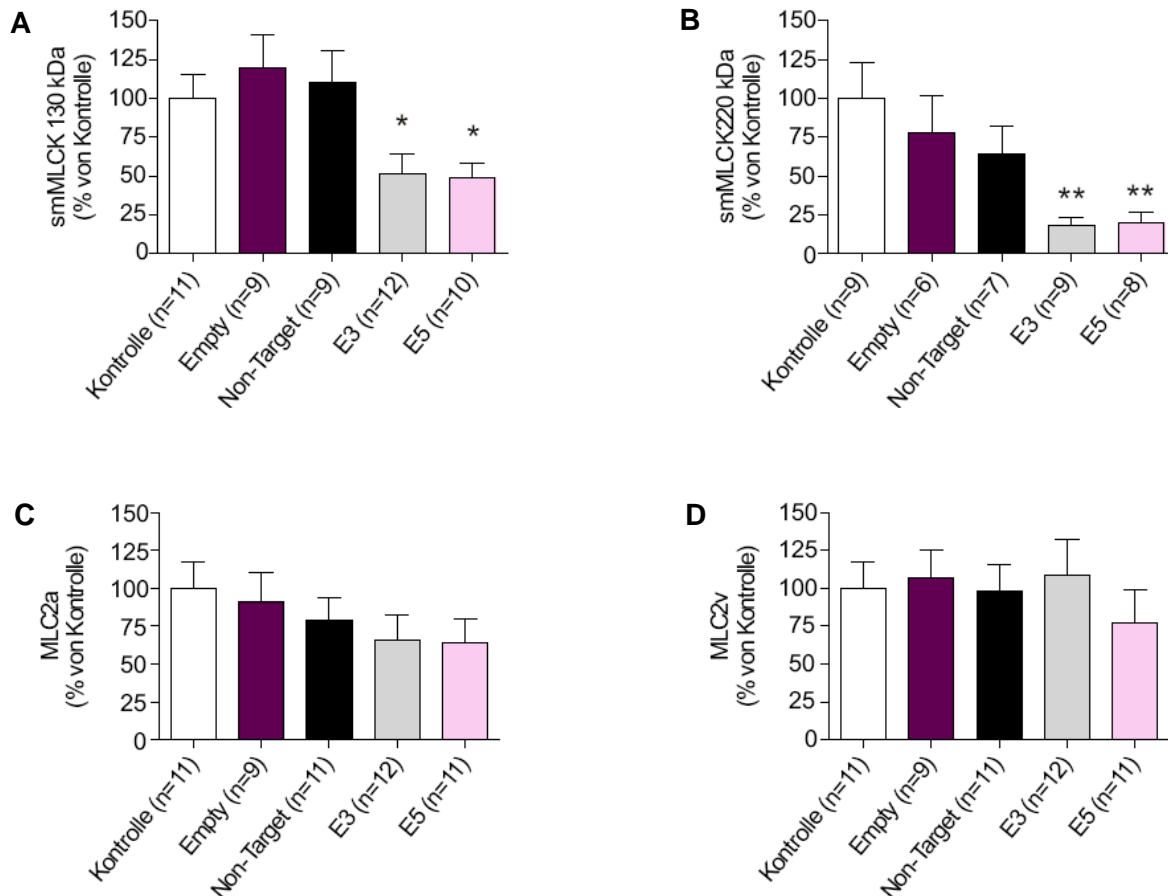 A
smMLCK 130 kDa
(% von Kontrolle)
150
125
100
75
50
25
0
*
*
Kontrolle (n=11)
Empty (n=9)
Non-Target (n=9)
E3 (n=12)
E5 (n=10)
B
smMLCK220 kDa
(% von Kontrolle)
150
125
100
75
50
25
0
**
**
Kontrolle (n=9)
Empty (n=6)
Non-Target (n=7)
E3 (n=9)
E5 (n=8)
C
MLC2a
(% von Kontrolle)
150
125
100
75
50
25
0
Kontrolle (n=11)
Empty (n=9)
Non-Target (n=11)
E3 (n=12)
E5 (n=11)
D
MLC2v
(% von Kontrolle)
150
125
100
75
50
25
0
Kontrolle (n=11)
Empty (n=9)
Non-Target (n=11)
E3 (n=12)
E5 (n=11)